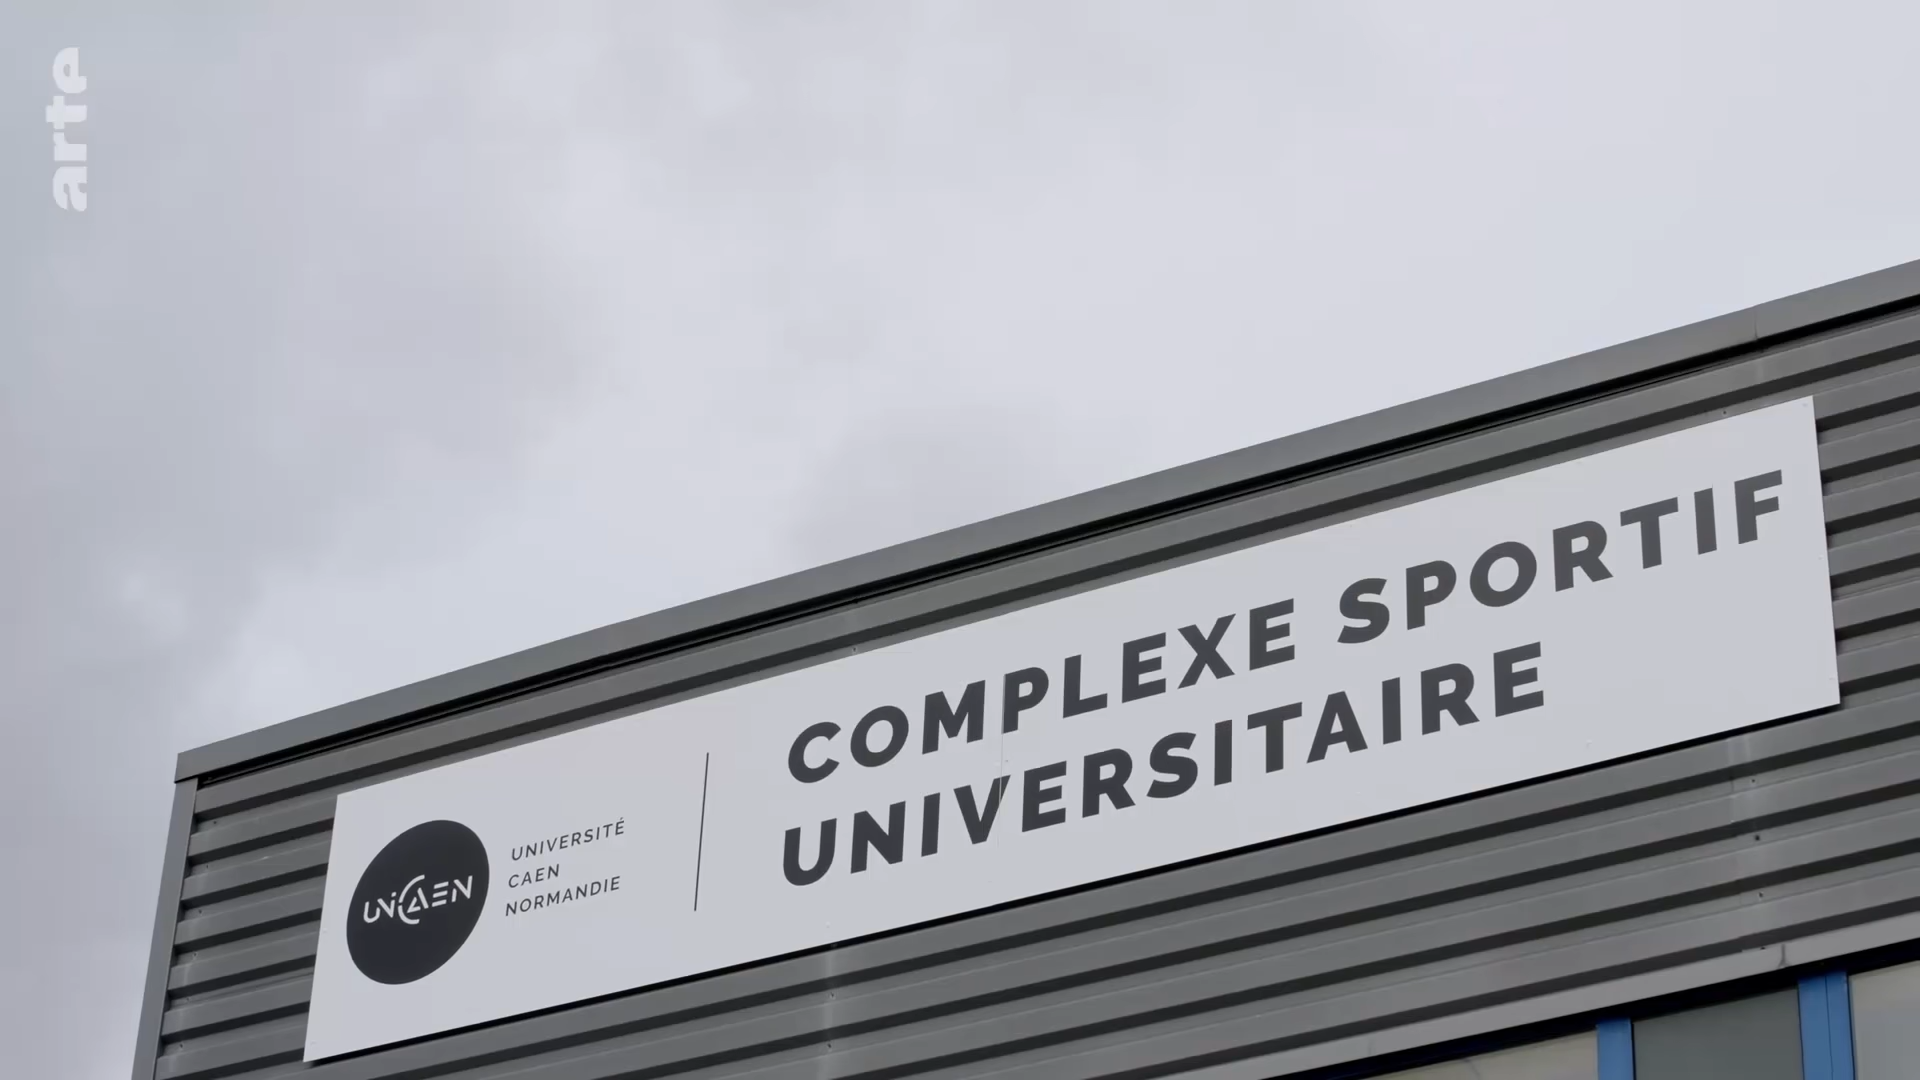 arte
COMPLEXE SPORTIF
UNIVERSITAIRE
UNICAEN
UNIVERSITÉ
CAEN
NORMANDIE